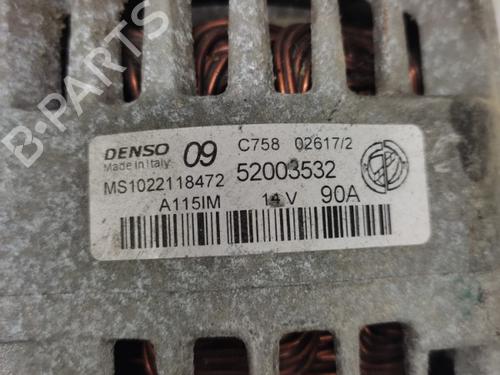 B-PARTS
DENSO 09 C758 02617/2
Made in Italy
MS1022118472 52003532
A115IM 14 V 90A